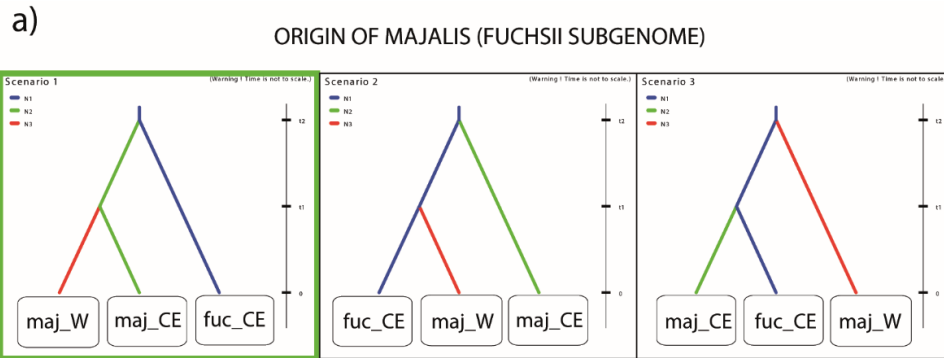 a)
ORIGIN OF MAJALIS (FUCHSII SUBGENOME)
Scenario 1
(Warning ! Time is not to scale.)
N1
N2
N3
t2
t1
0
maj_W
maj_CE
fuc_CE
Scenario 2
(Warning ! Time is not to scale.)
N1
N2
N3
t2
t1
0
fuc_CE
maj_W
maj_CE
Scenario 3
(Warning ! Time is not to scale.)
N1
N2
N3
t2
t1
0
maj_CE
fuc_CE
maj_W